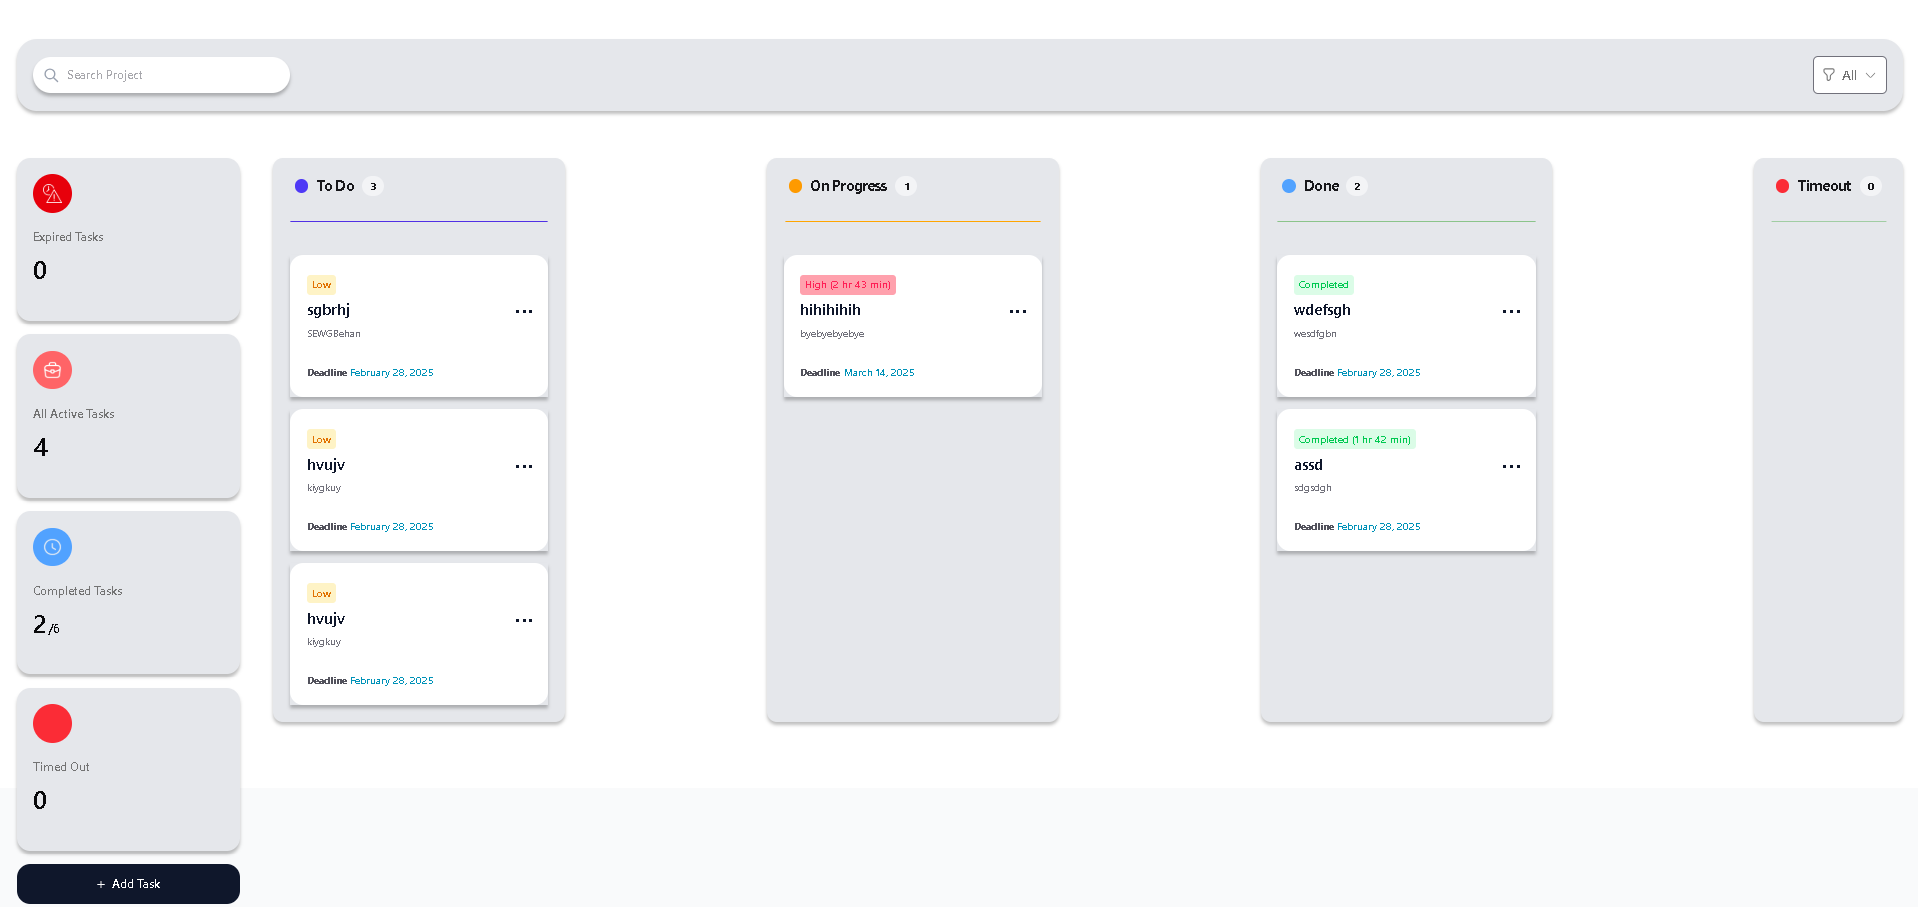 Search Project
All
Expired Tasks
0
All Active Tasks
4
Completed Tasks
2/6
Timed Out
0
+ Add Task
To Do 3
Low
sgbrhj
...
SEWGBehan
Deadline February 28, 2025
Low
hvujv
...
kiygkuy
Deadline February 28, 2025
Low
hvujv
...
kiygkuy
Deadline February 28, 2025
On Progress 1
High (2 hr 43 min)
hihihihih
...
byebyebyebye
Deadline March 14, 2025
Done 2
Completed
wdefsgh
...
wesdfgbn
Deadline February 28, 2025
Completed (1 hr 42 min)
assd
...
sdgsdgh
Deadline February 28, 2025
Timeout 0